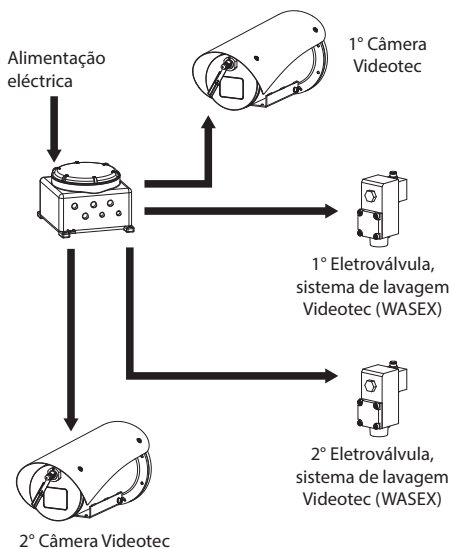 Alimentação
eléctrica
1° Câmera
Videotec
1° Eletroválvula,
sistema de lavagem
Videotec (WASEX)
2° Eletroválvula,
sistema de lavagem
Videotec (WASEX)
2° Câmera Videotec